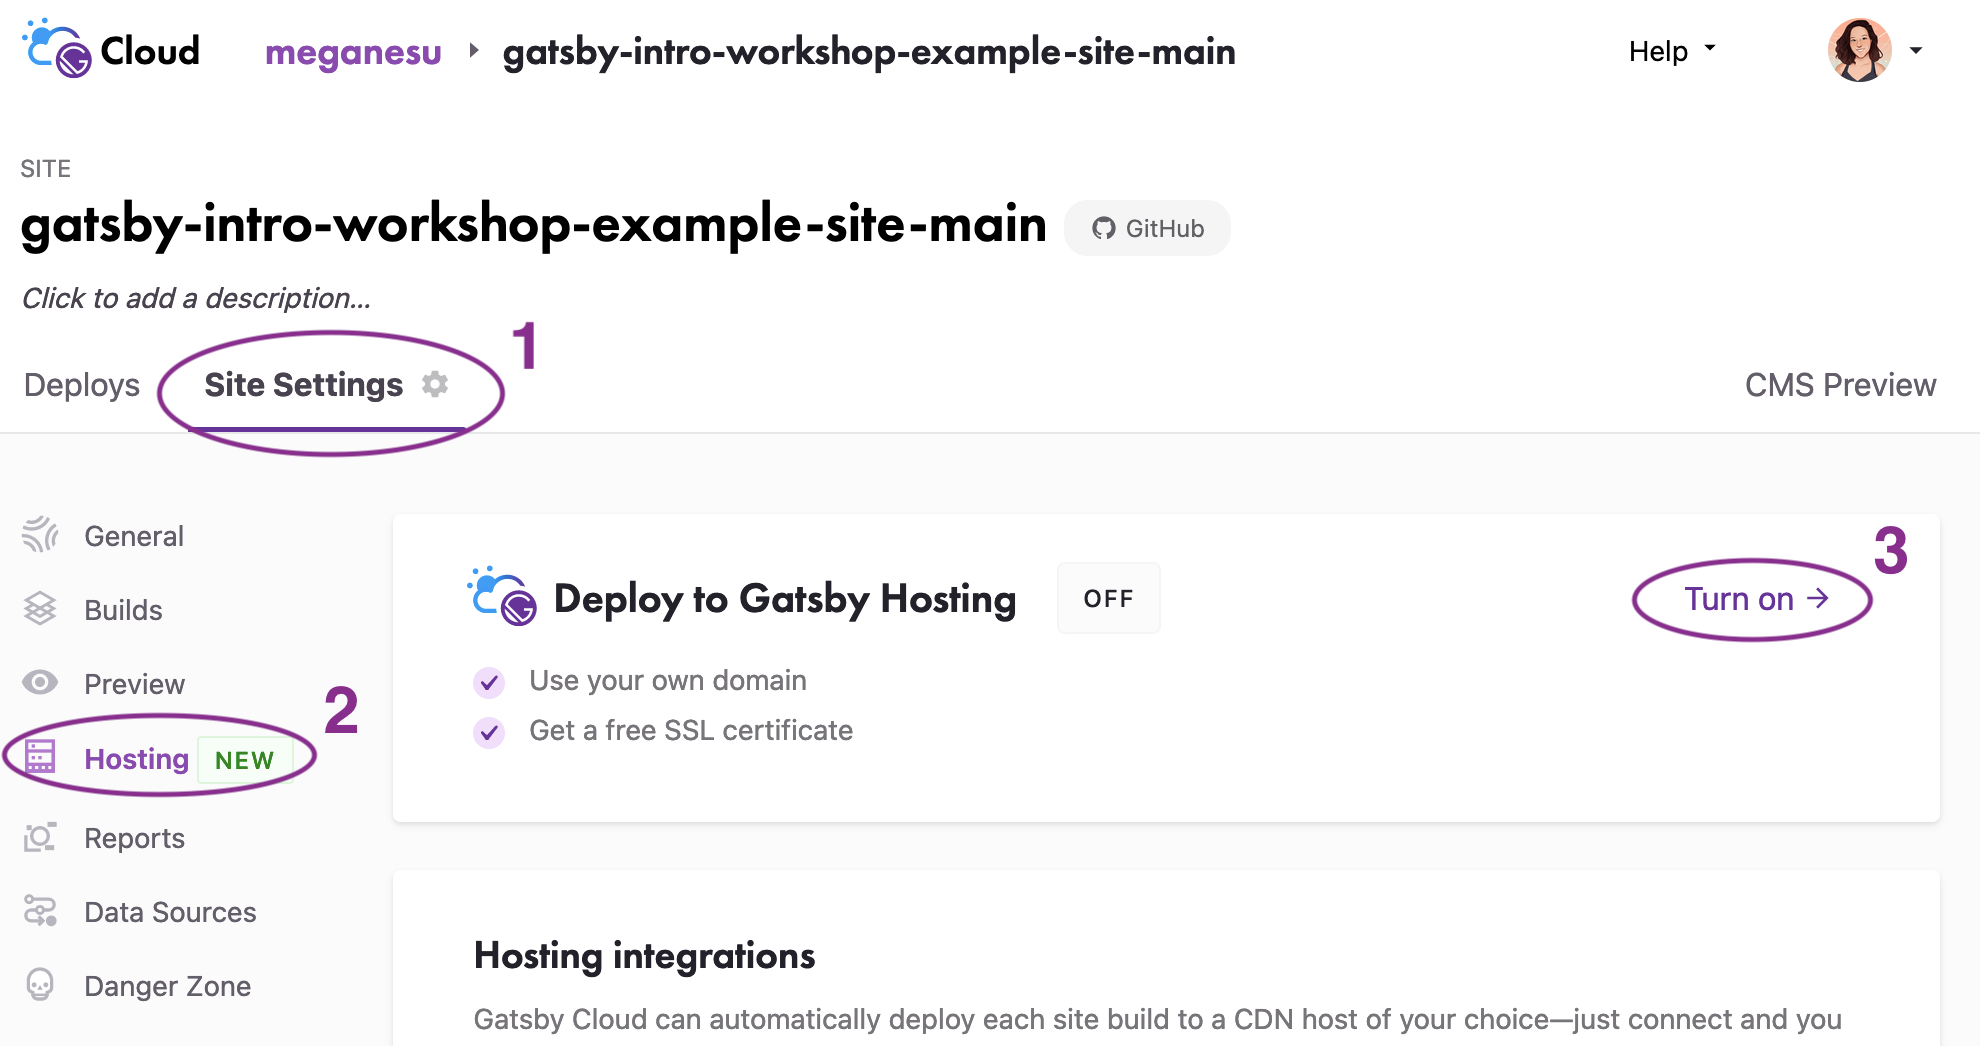 Cloud meganesu gatsby-intro-workshop-example-site-main Help
SITE
gatsby-intro-workshop-example-site-main GitHub
Click to add a description...
1
Deploys Site Settings CMS Preview
General
Builds
Preview
2
Hosting NEW
Reports
Data Sources
Danger Zone
3
Deploy to Gatsby Hosting OFF Turn on →
Use your own domain
Get a free SSL certificate
Hosting integrations
Gatsby Cloud can automatically deploy each site build to a CDN host of your choice—just connect and you